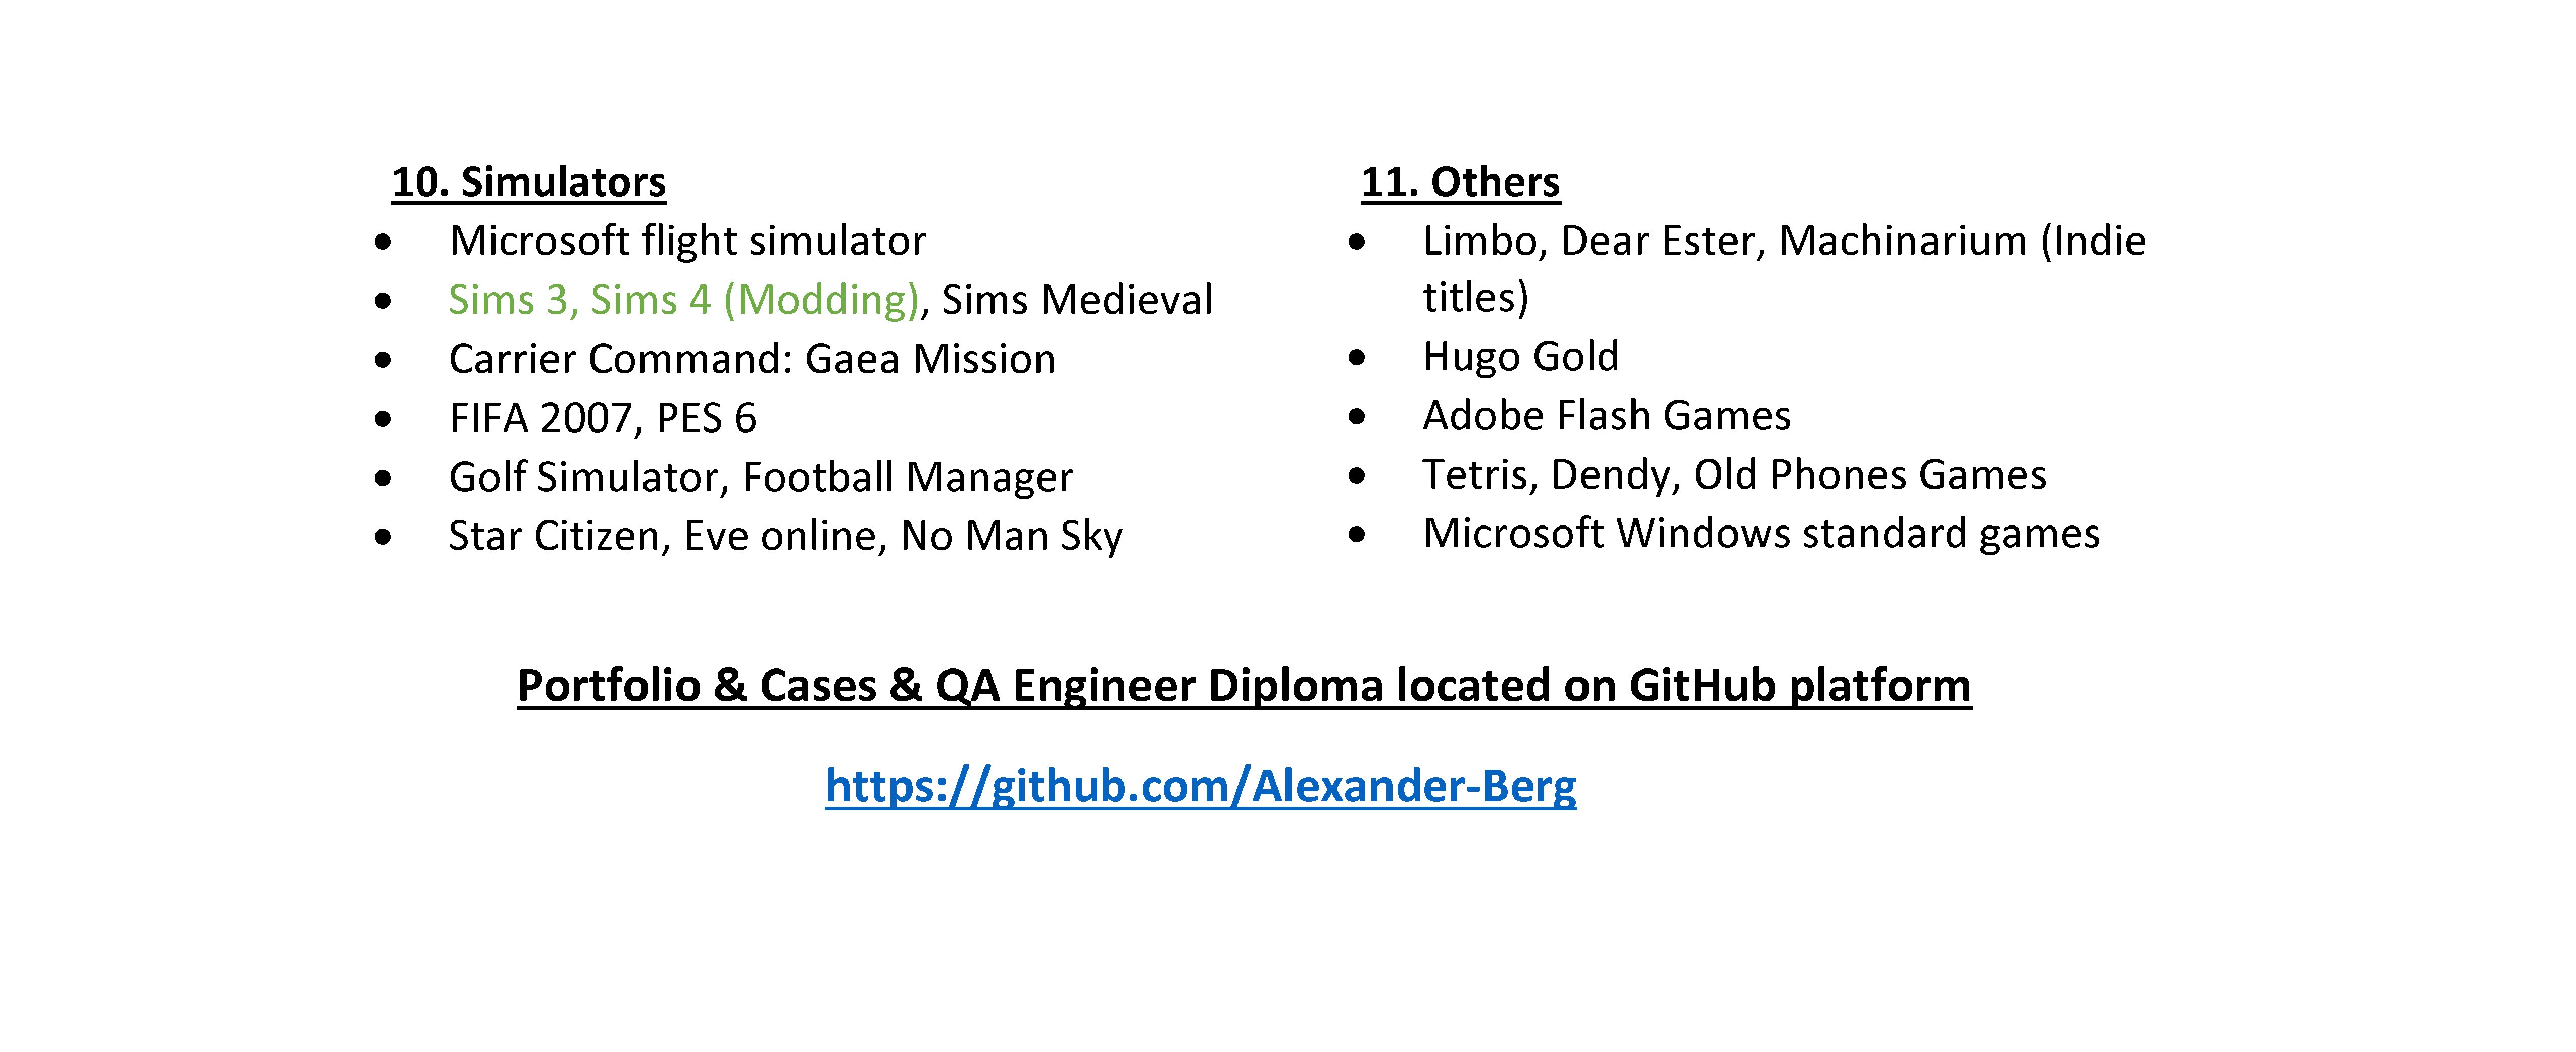 10. Simulators
• Microsoft flight simulator
• Sims 3, Sims 4 (Modding), Sims Medieval
• Carrier Command: Gaea Mission
• FIFA 2007, PES 6
• Golf Simulator, Football Manager
• Star Citizen, Eve online, No Man Sky
11. Others
• Limbo, Dear Ester, Machinarium (Indie
titles)
• Hugo Gold
• Adobe Flash Games
• Tetris, Dendy, Old Phones Games
• Microsoft Windows standard games
Portfolio & Cases & QA Engineer Diploma located on GitHub platform
https://github.com/Alexander-Berg